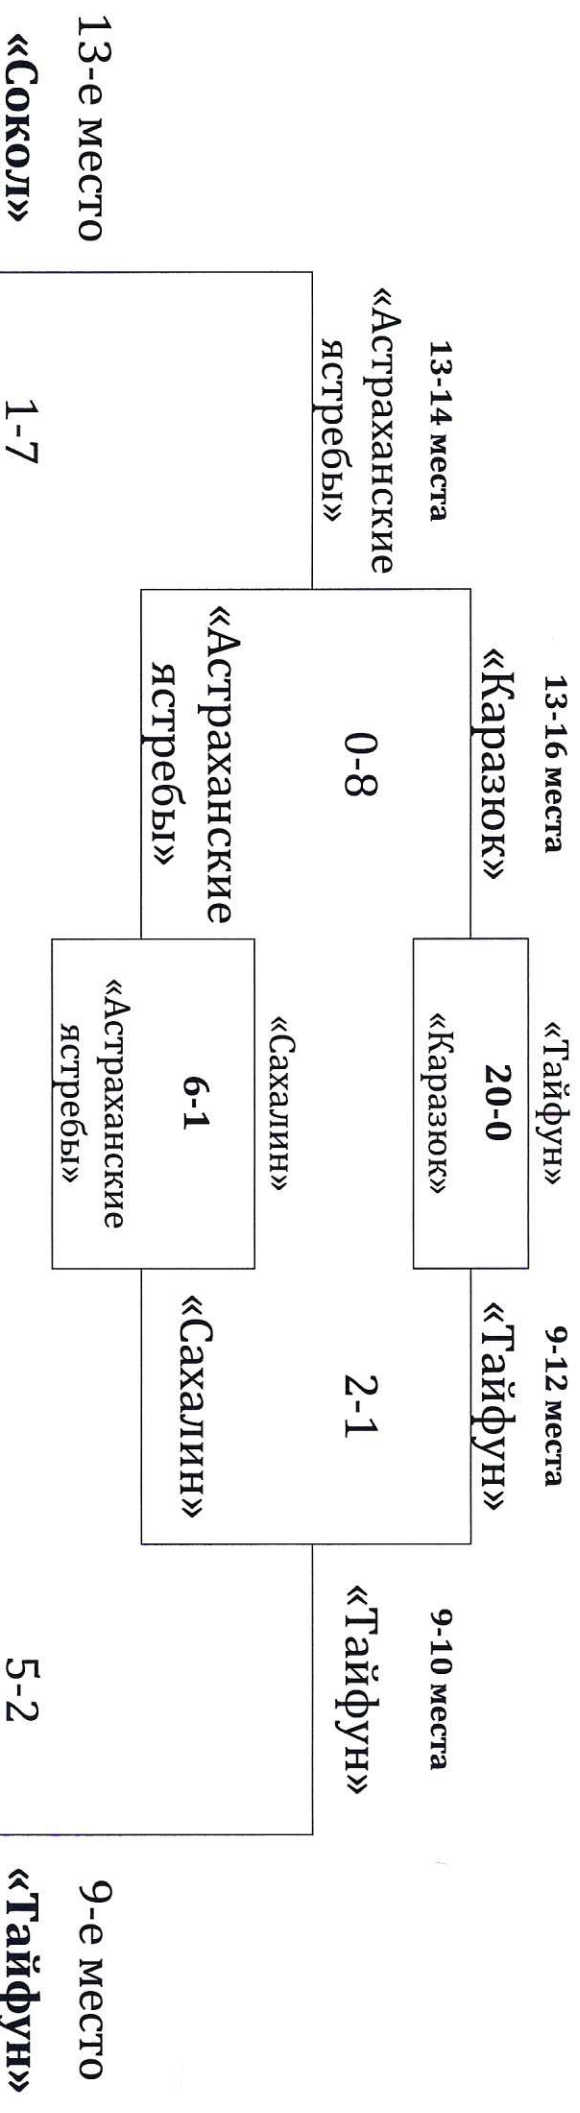 13-16 места
«Тайфун»
9-12 места
«Каразюк»
20-0
«Тайфун»
«Каразюк»
13-14 места
9-10 места
«Астраханские
ястребы»
0-8
2-1
«Тайфун»
«Сахалин»
«Астраханские
ястребы»
6-1
«Сахалин»
«Астраханские
ястребы»
13-е место
9-е место
«Сокол»
1-7
5-2
«Тайфун»